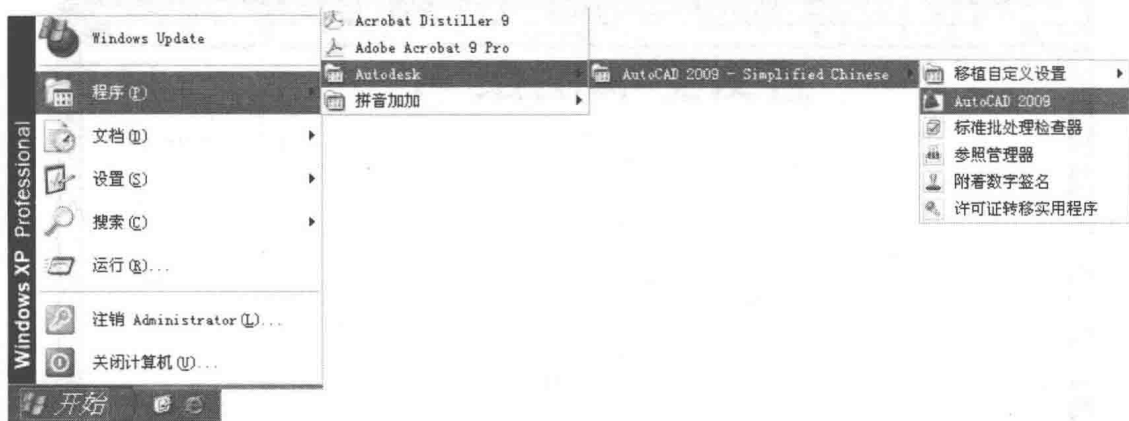 Windows XP Professional
Windows Update
程序(P)
文档(D)
设置(S)
搜索(C)
运行(R)...
注销 Administrator(L)...
关闭计算机(U)...
开始
Acrobat Distiller 9
Adobe Acrobat 9 Pro
Autodesk
拼音加加
AutoCAD 2009 - Simplified Chinese
移植自定义设置
AutoCAD 2009
标准批处理检查器
参照管理器
附着数字签名
许可证转移实用程序